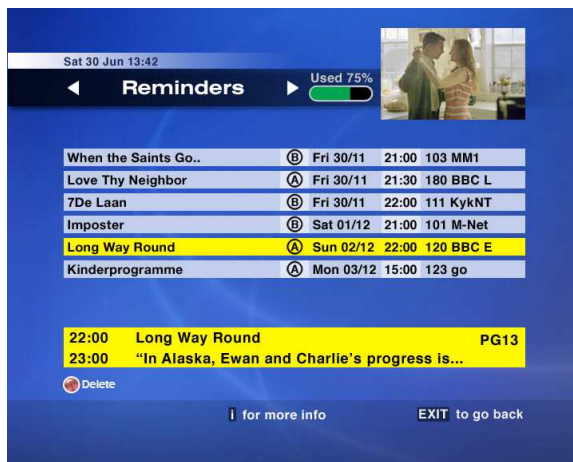 Sat 30 Jun 13:42
Reminders
Used 75%
When the Saints Go.. B Fri 30/11 21:00 103 MM1
Love Thy Neighbor A Fri 30/11 21:30 180 BBC L
7De Laan B Fri 30/11 22:00 111 KykNT
Imposter B Sat 01/12 21:00 101 M-Net
Long Way Round A Sun 02/12 22:00 120 BBC E
Kinderprogramme A Mon 03/12 15:00 123 go
22:00 Long Way Round PG13
23:00 “In Alaska, Ewan and Charlie’s progress is...
Delete
i for more info EXIT to go back